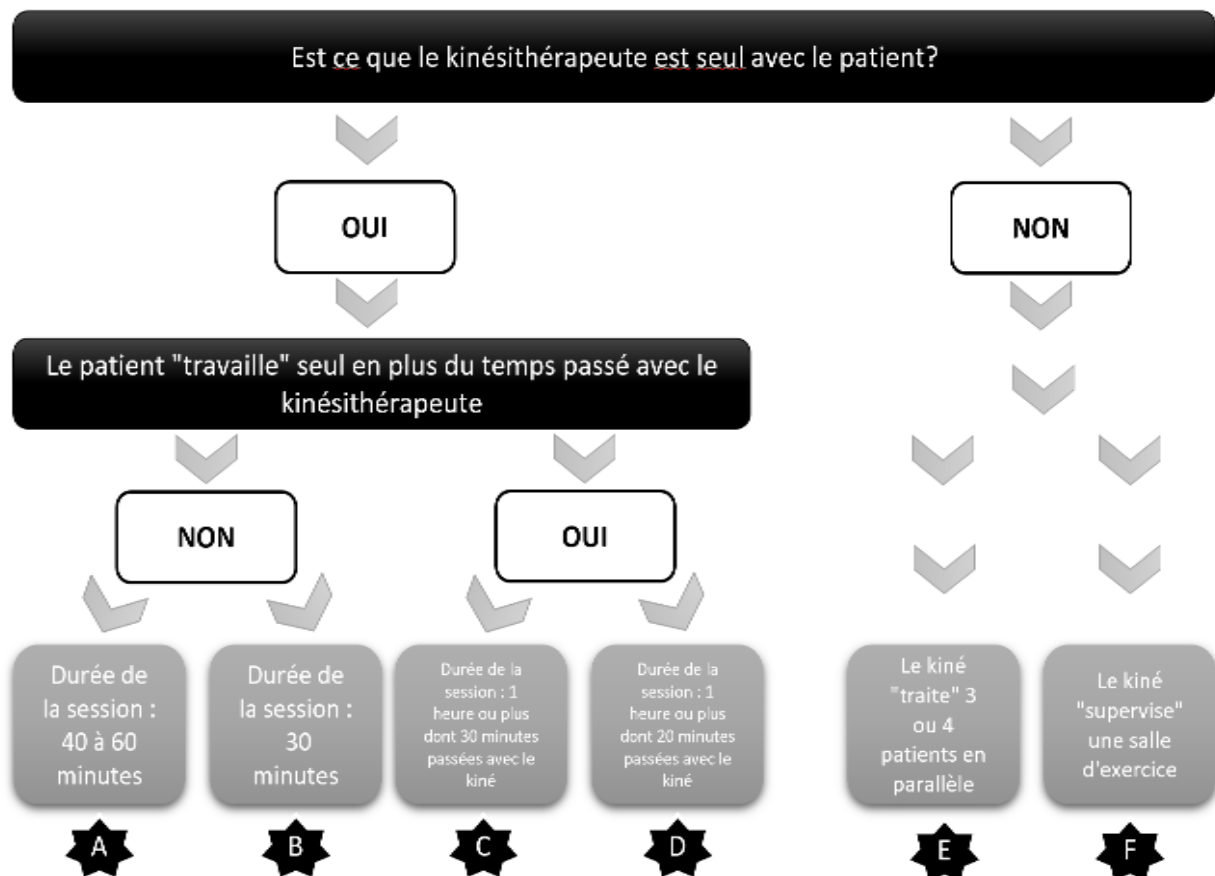 Est ce que le kinésithérapeute est seul avec le patient?
OUI
NON
Le patient "travaille" seul en plus du temps passé avec le
kinésithérapeute
NON
OUI
Durée de
la session :
40 à 60
minutes
Durée de
la session :
30
minutes
Durée de la
session : 1
heure ou plus
dont 30 minutes
passées avec le
kiné
Durée de la
session : 1
heure ou plus
dont 20 minutes
passées avec le
kiné
Le kiné
"traite" 3
ou 4
patients en
parallèle
Le kiné
"supervise"
une salle
d'exercice
A
B
C
D
E
F